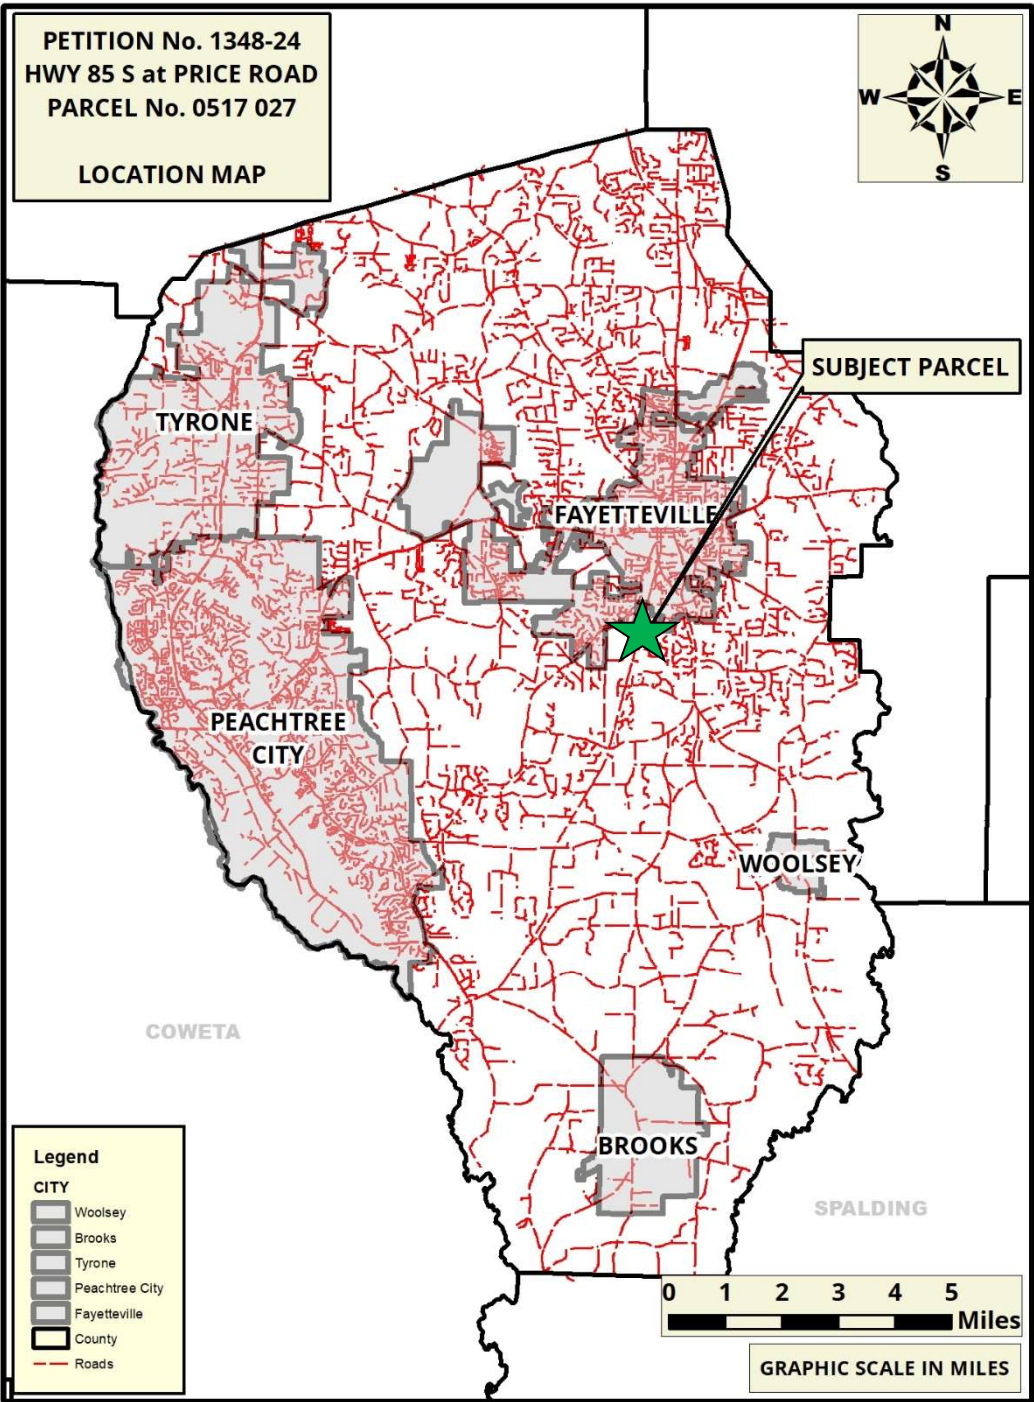 PETITION No. 1348-24
HWY 85 S at PRICE ROAD
PARCEL No. 0517 027
LOCATION MAP
N
W
E
S
SUBJECT PARCEL
TYRONE
FAYETTEVILLE
PEACHTREE
CITY
WOOLSEY
COWETA
BROOKS
SPALDING
Legend
CITY
Woolsey
Brooks
Tyrone
Peachtree City
Fayetteville
County
Roads
0 1 2 3 4 5
Miles
GRAPHIC SCALE IN MILES